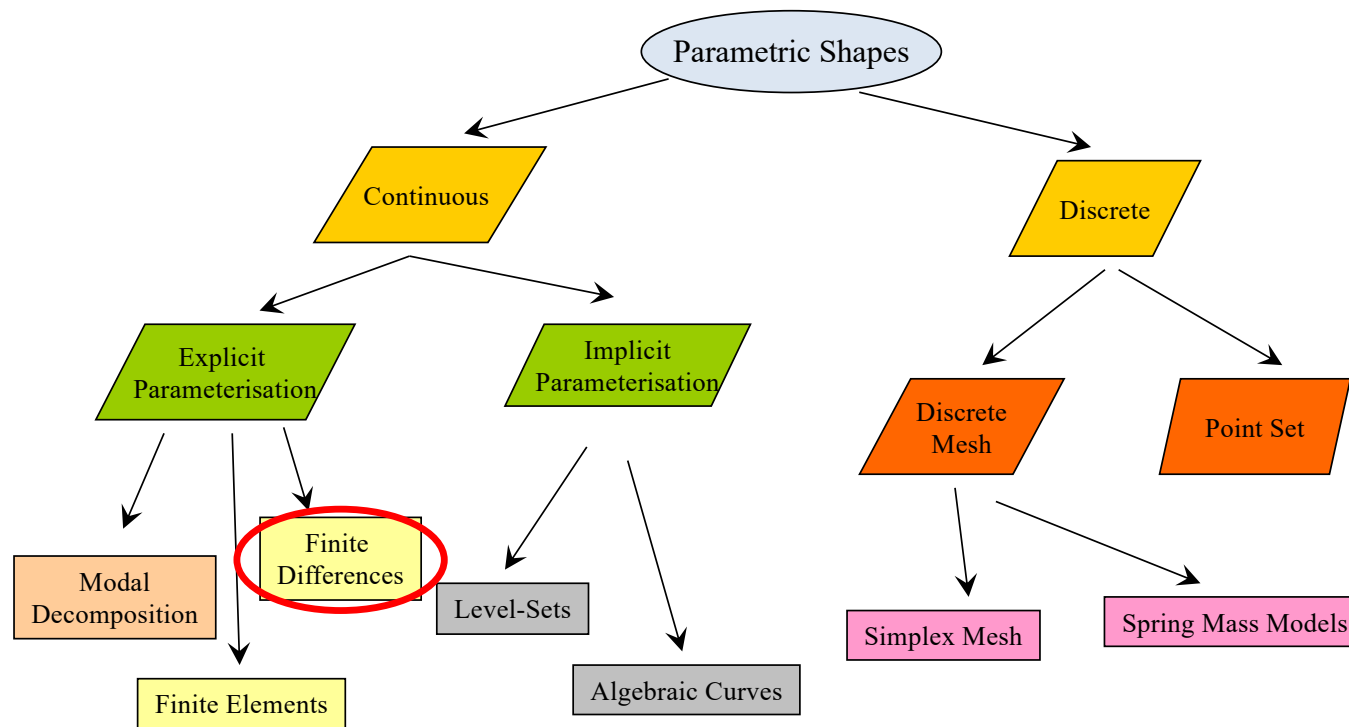 Parametric Shapes
Continuous
Discrete
Explicit
Parameterisation
Implicit
Parameterisation
Discrete
Mesh
Point Set
Finite
Differences
Modal
Decomposition
Level-Sets
Simplex Mesh
Spring Mass Models
Finite Elements
Algebraic Curves